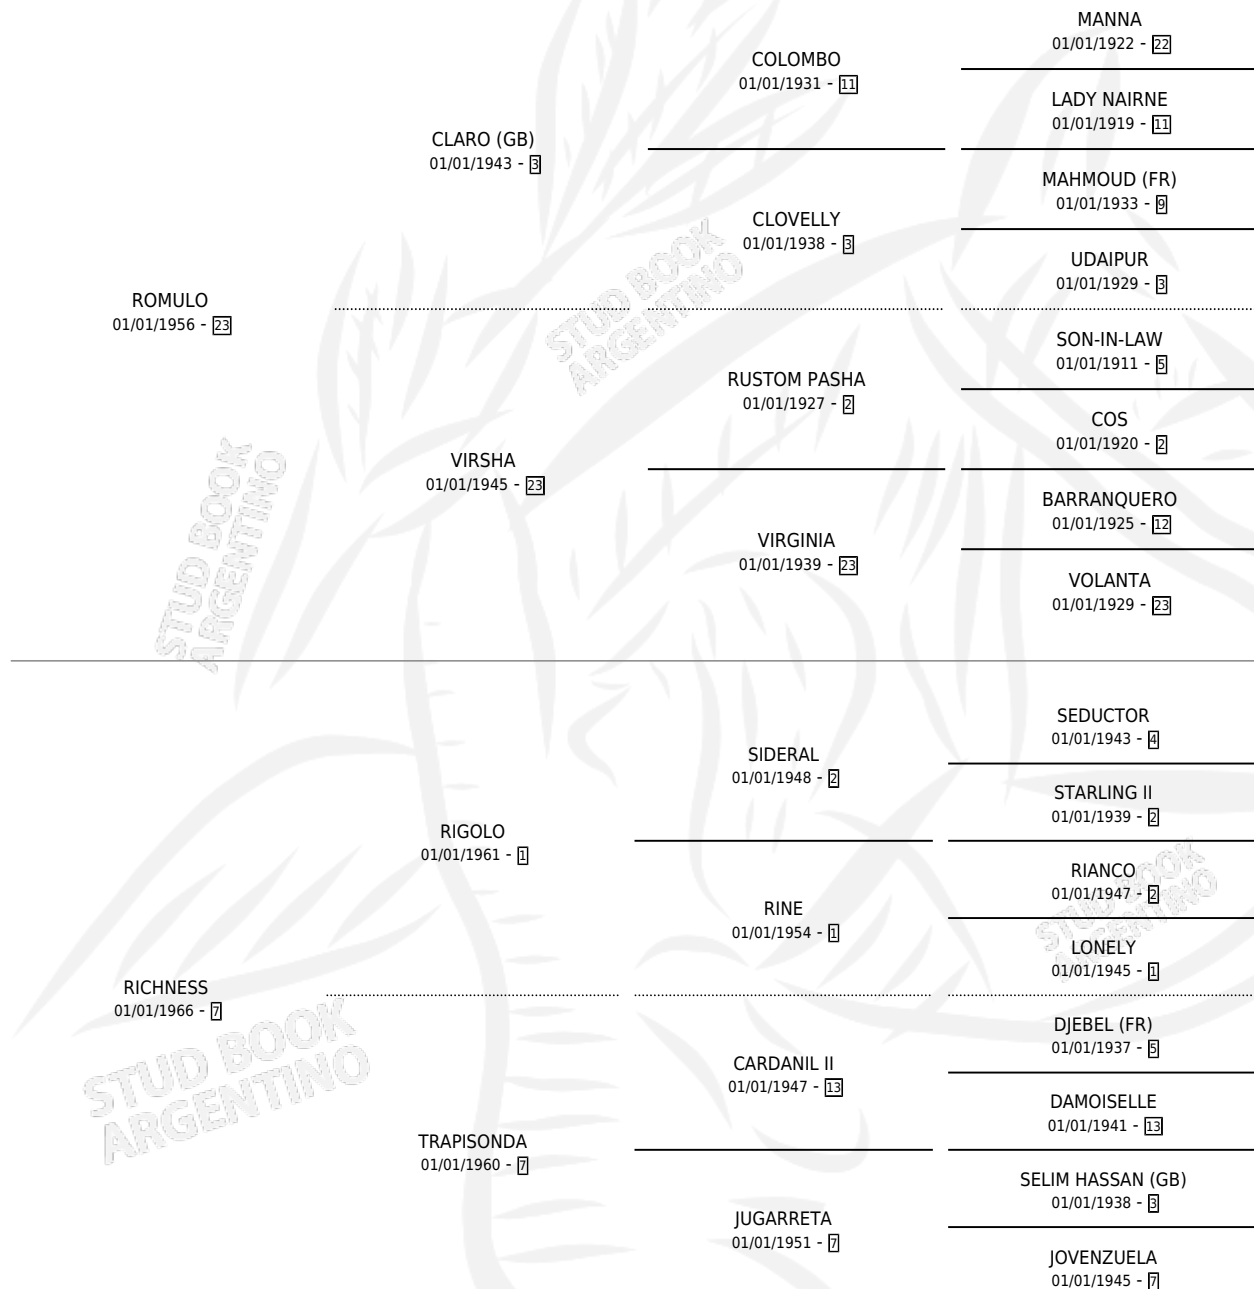 MANNA
01/01/1922 - 22
COLOMBO
01/01/1931 - 11
LADY NAIRNE
01/01/1919 - 11
CLARO (GB)
01/01/1943 - 3
MAHMOUD (FR)
01/01/1933 - 9
CLOVELLY
01/01/1938 - 3
UDAIPUR
01/01/1929 - 3
ROMULO
01/01/1956 - 23
SON-IN-LAW
01/01/1911 - 5
RUSTOM PASHA
01/01/1927 - 2
COS
01/01/1920 - 2
VIRSHA
01/01/1945 - 23
BARRANQUERO
01/01/1925 - 12
VIRGINIA
01/01/1939 - 23
VOLANTA
01/01/1929 - 23
SEDUCTOR
01/01/1943 - 4
SIDERAL
01/01/1948 - 2
STARLING II
01/01/1939 - 2
RIGOLO
01/01/1961 - 1
RIANCO
01/01/1947 - 2
RINE
01/01/1954 - 1
LONELY
01/01/1945 - 1
RICHNESS
01/01/1966 - 7
DJEBEL (FR)
01/01/1937 - 5
CARDANIL II
01/01/1947 - 13
DAMOISELLE
01/01/1941 - 13
TRAPISONDA
01/01/1960 - 7
SELIM HASSAN (GB)
01/01/1938 - 3
JUGARRETA
01/01/1951 - 7
JOVENZUELA
01/01/1945 - 7
STUD BOOK
ARGENTINO
STUD BOOK
ARGENTINO
STUD BOOK
ARGENTINO
STUD BOOK
ARGENTINO